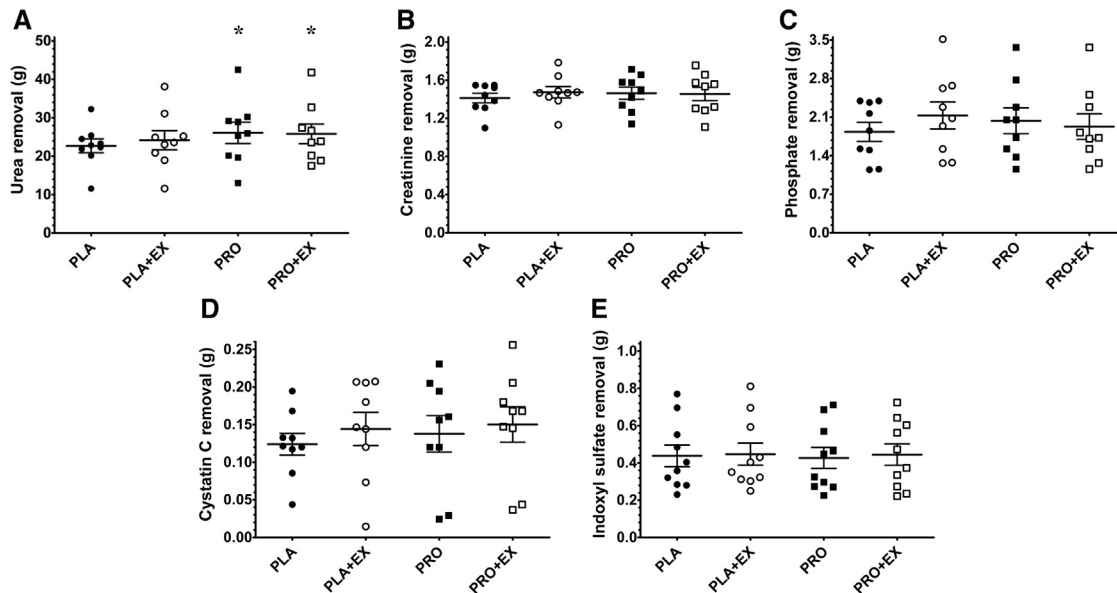 A
* *
Urea removal (g)
50
40
30
20
10
0
PLA PLA+EX PRO PRO+EX
B
Creatinine removal (g)
2.0
1.6
1.2
0.8
0.4
0.0
PLA PLA+EX PRO PRO+EX
C
Phosphate removal (g)
3.5
2.8
2.1
1.4
0.7
0.0
PLA PLA+EX PRO PRO+EX
D
Cystatin C removal (g)
0.25
0.20
0.15
0.10
0.05
0.00
PLA PLA+EX PRO PRO+EX
E
Indoxyl sulfate removal (g)
1.0
0.8
0.6
0.4
0.2
0.0
PLA PLA+EX PRO PRO+EX